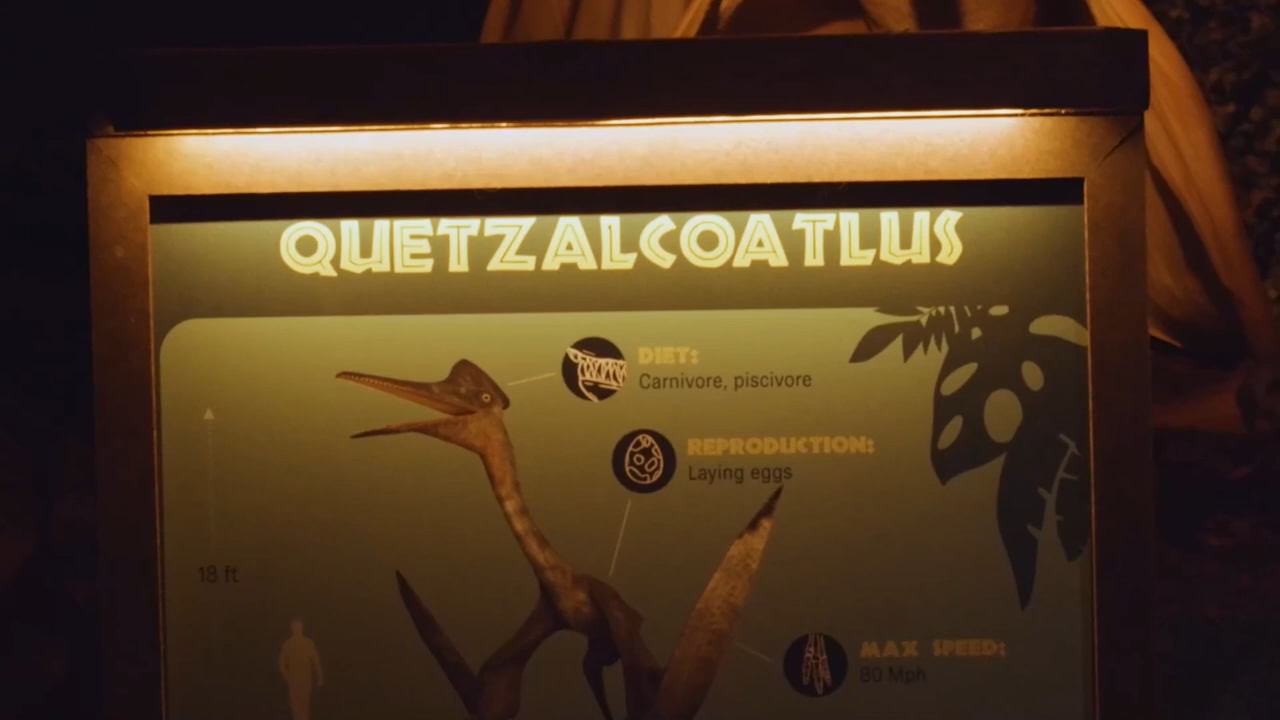 QUETZALCOATLUS
DIET:
Carnivore, piscivore
REPRODUCTION:
Laying eggs
18 ft
MAX SPEED:
80 Mph